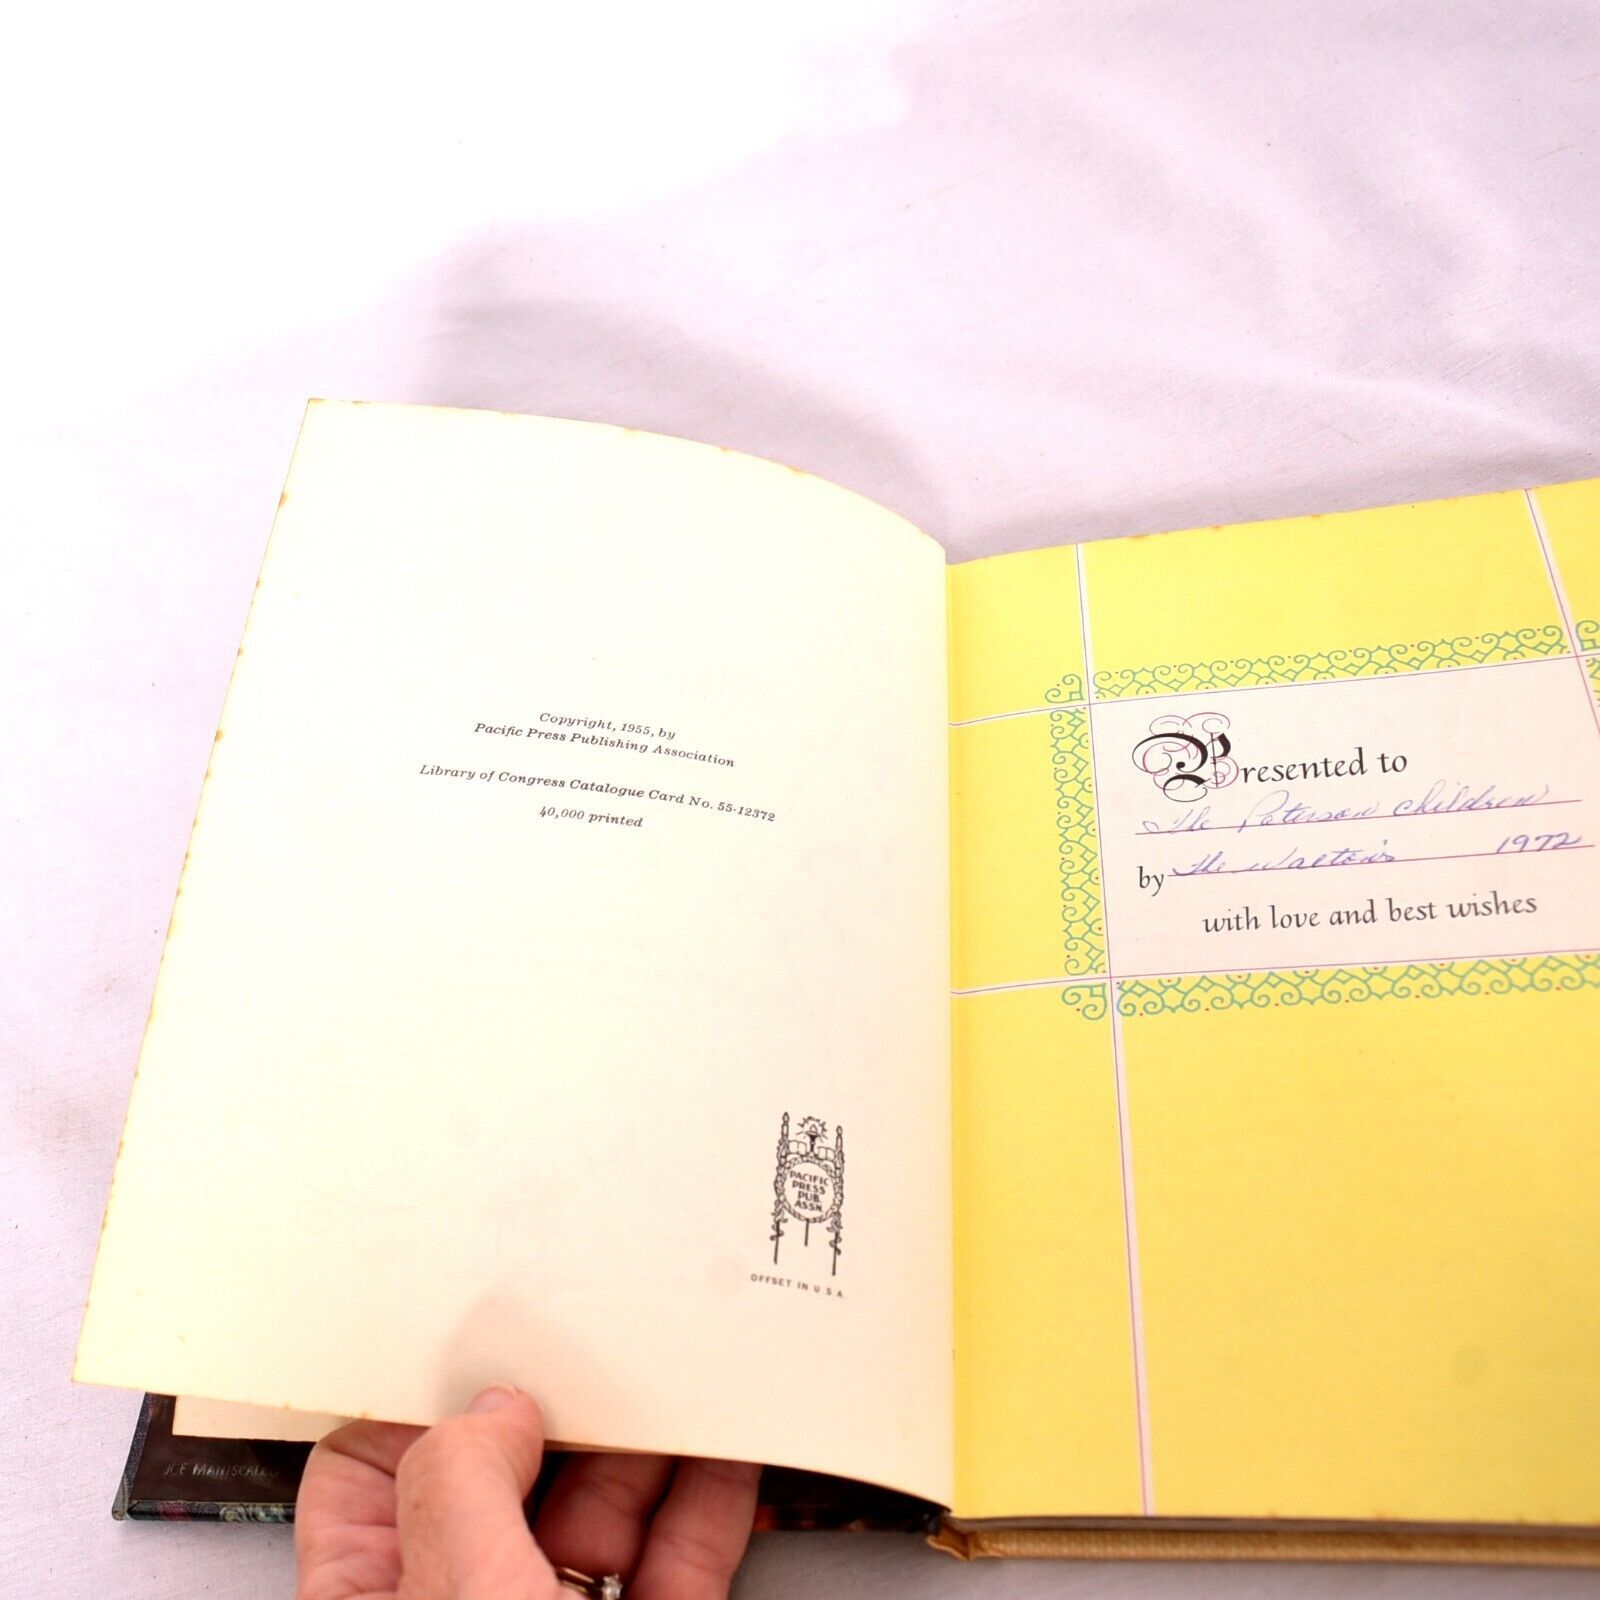 Copyright, 1955, by
Pacific Press Publishing Association
Library of Congress Catalogue Card No. 55-12372
40,000 printed
PACIFIC
PRESS
PUB.
ASSN.
OFFSET IN U.S.A.
JOE MANISCALCO
Presented to
The Paterson Children
by The Walton's 1972
with love and best wishes